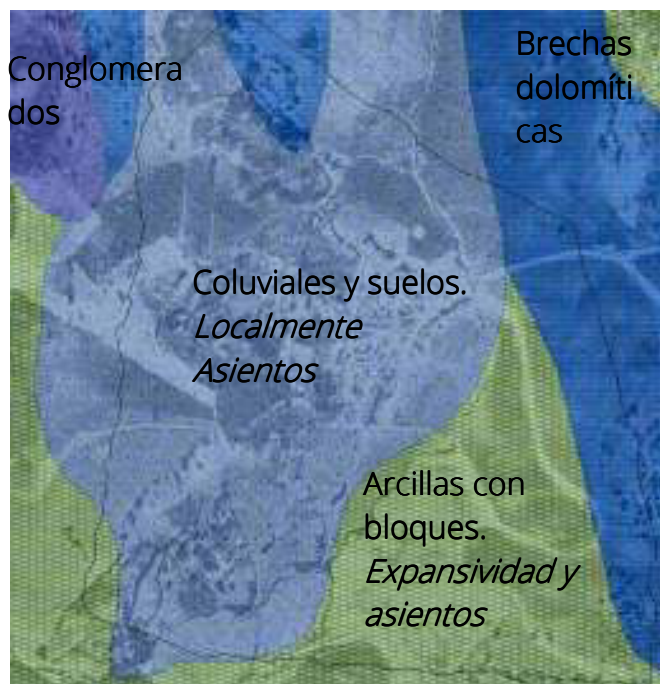 Conglomera
dos
Brechas
dolomíti
cas
Coluviales y suelos.
Localmente
Asientos
Arcillas con
bloques.
Expansividad y
asientos